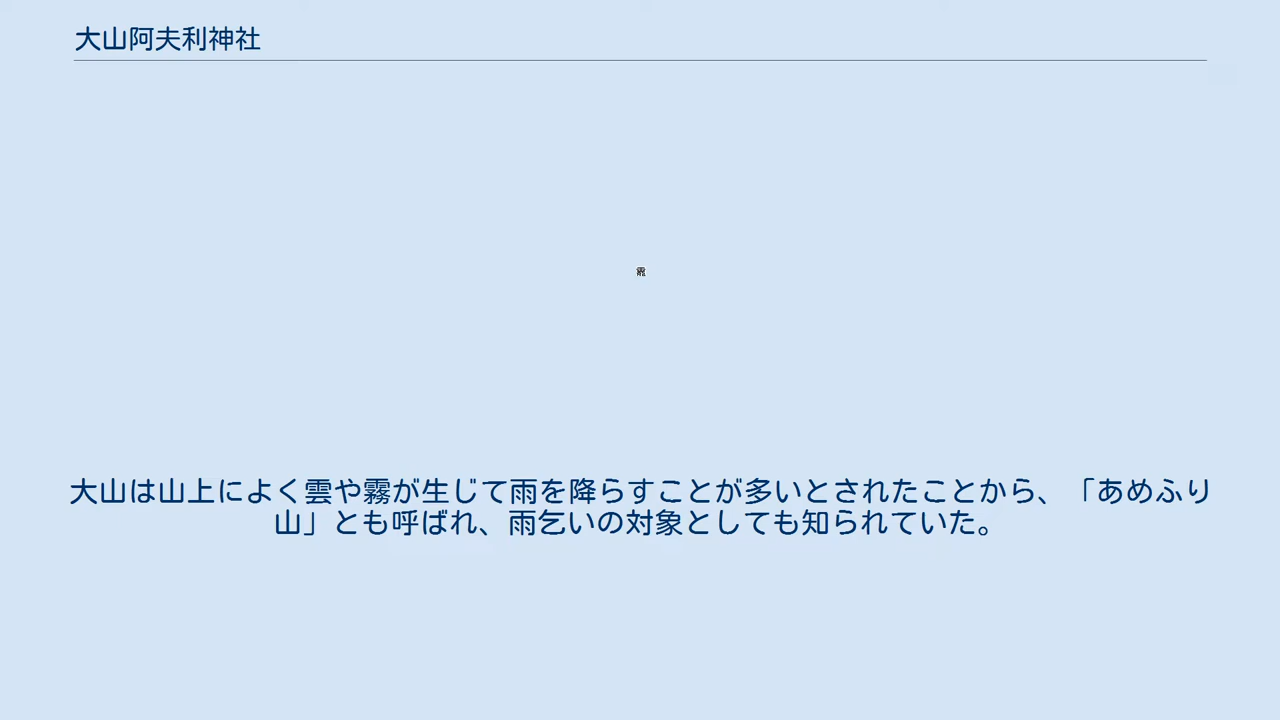 大山阿夫利神社
大山は山上によく雲や霧が生じて雨を降らすことが多いとされたことから、「あめふり
山」とも呼ばれ、雨乞いの対象としても知られていた。